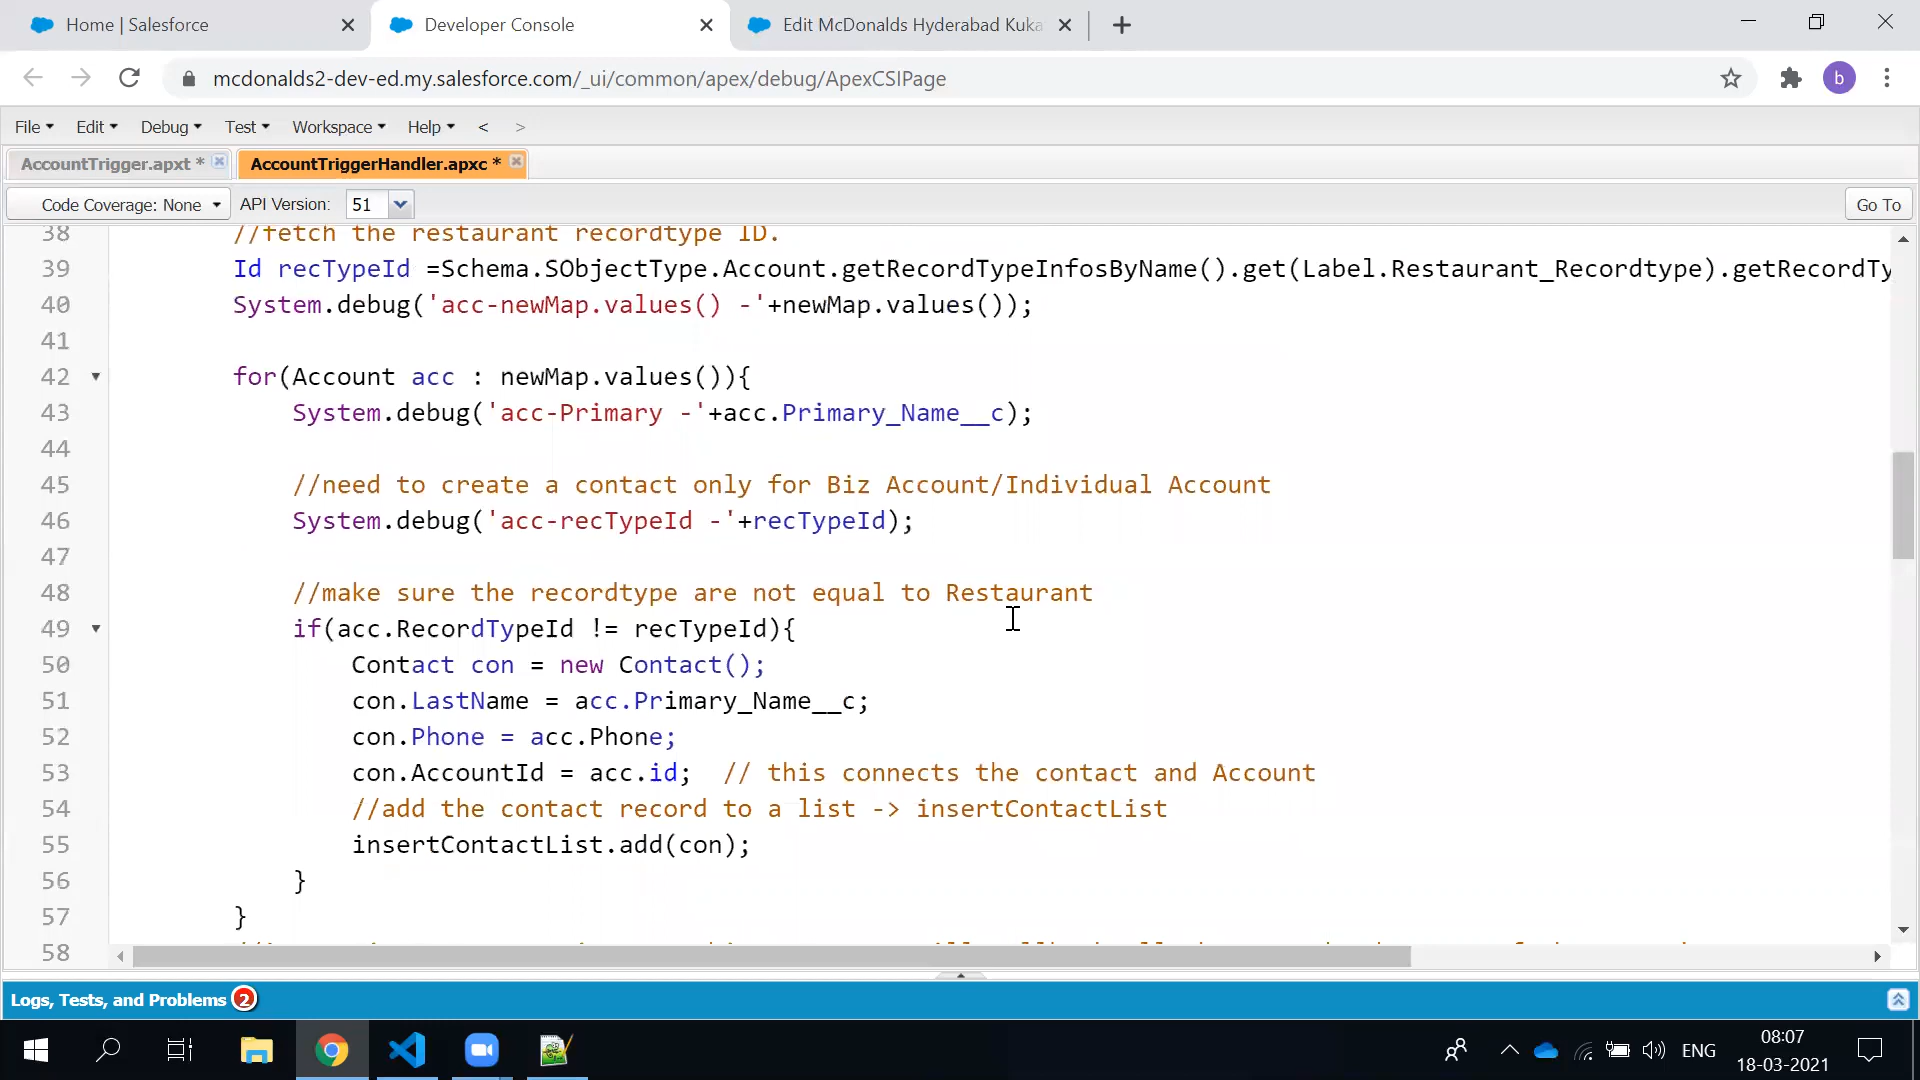 Home | Salesforce
Developer Console
Edit McDonalds Hyderabad Kuka
mcdonalds2-dev-ed.my.salesforce.com/_ui/common/apex/debug/ApexCSIPage
b
File Edit Debug Test Workspace Help < >
AccountTrigger.apxt *
AccountTriggerHandler.apxc *
Code Coverage: None API Version: 51 Go To
38 //fetch the restaurant recordtype ID.
39 Id recTypeId =Schema.SObjectType.Account.getRecordTypeInfosByName().get(Label.Restaurant_Recordtype).getRecordTy
40 System.debug('acc-newMap.values() -'+newMap.values());
41
42 for(Account acc : newMap.values()){
43 System.debug('acc-Primary -'+acc.Primary_Name__c);
44
45 //need to create a contact only for Biz Account/Individual Account
46 System.debug('acc-recTypeId -'+recTypeId);
47
48 //make sure the recordtype are not equal to Restaurant
49 if(acc.RecordTypeId != recTypeId){
50 Contact con = new Contact();
51 con.LastName = acc.Primary_Name__c;
52 con.Phone = acc.Phone;
53 con.AccountId = acc.id; // this connects the contact and Account
54 //add the contact record to a list -> insertContactList
55 insertContactList.add(con);
56 }
57 }
58
Logs, Tests, and Problems 2
ENG
08:07
18-03-2021